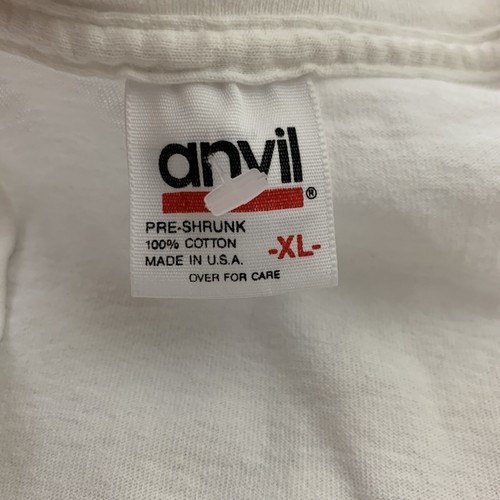 anvil
®
PRE-SHRUNK
100% COTTON
MADE IN U.S.A.
-XL-
OVER FOR CARE